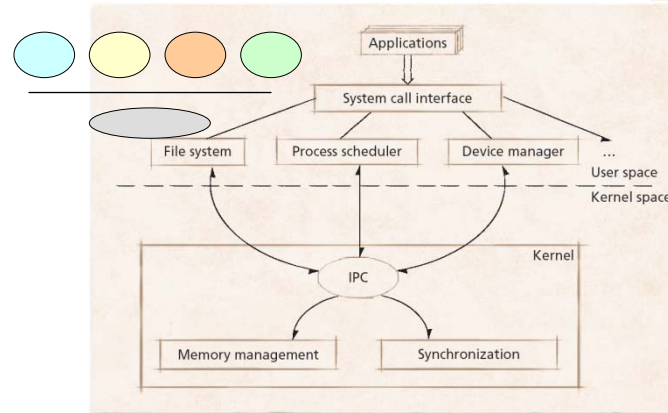 Applications
System call interface
File system
Process scheduler
Device manager
...
User space
Kernel space
Kernel
IPC
Memory management
Synchronization